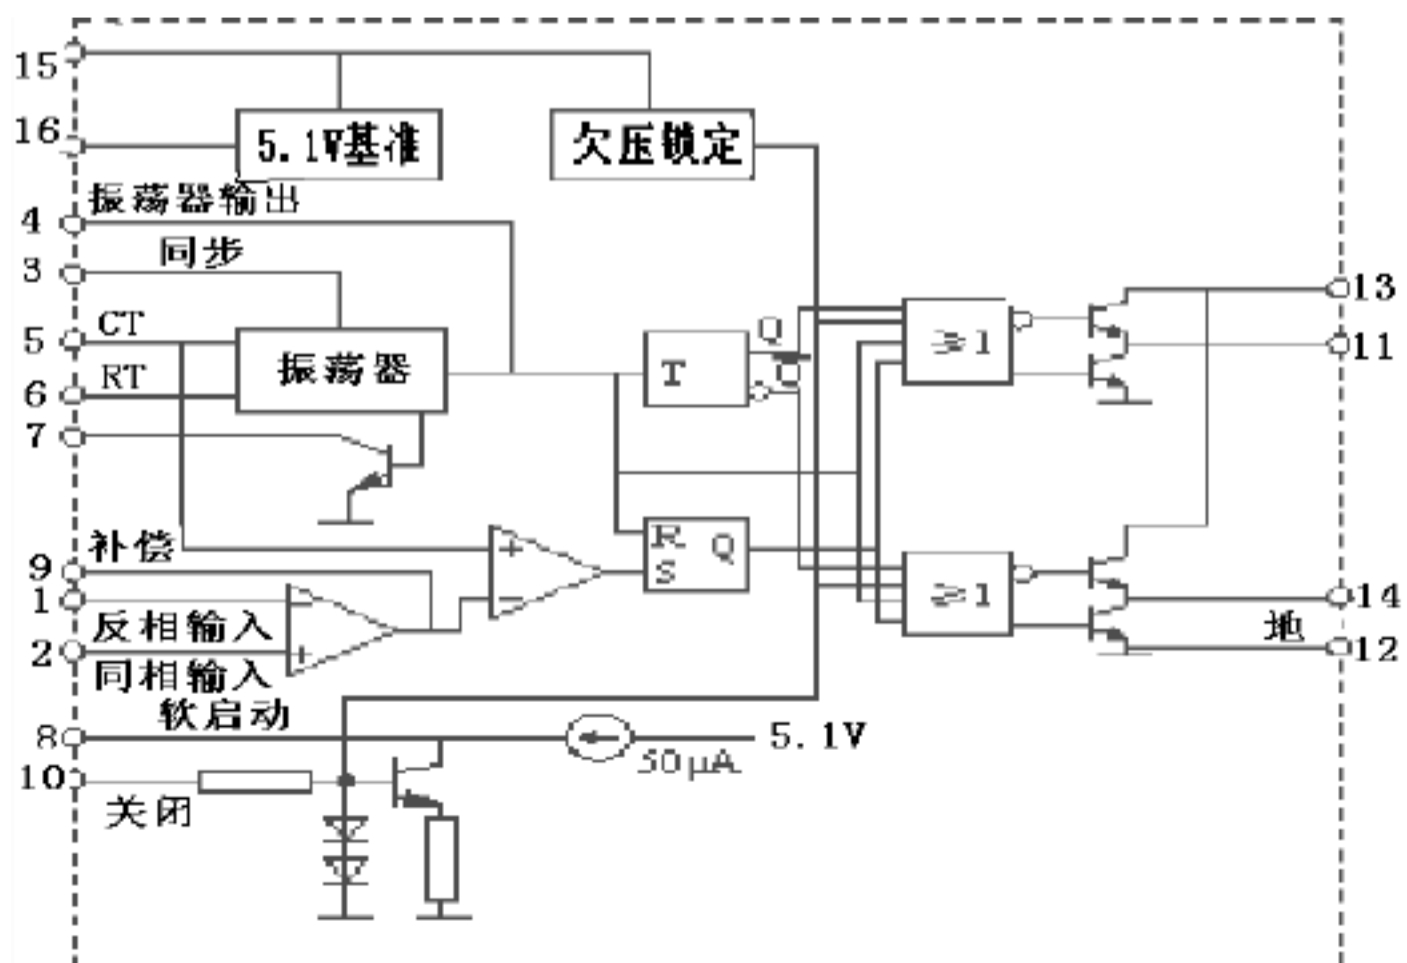 15
16
5.1V基准
欠压锁定
振荡器输出
4
同步
3
13
CT
5
振荡器
T
Q
≥1
11
RT
6
Q
7
补偿
R
Q
S
9
≥1
1
14
反相输入
地
2
12
同相输入
软启动
8
5.1V
50μA
10
关闭
+
−
−
+